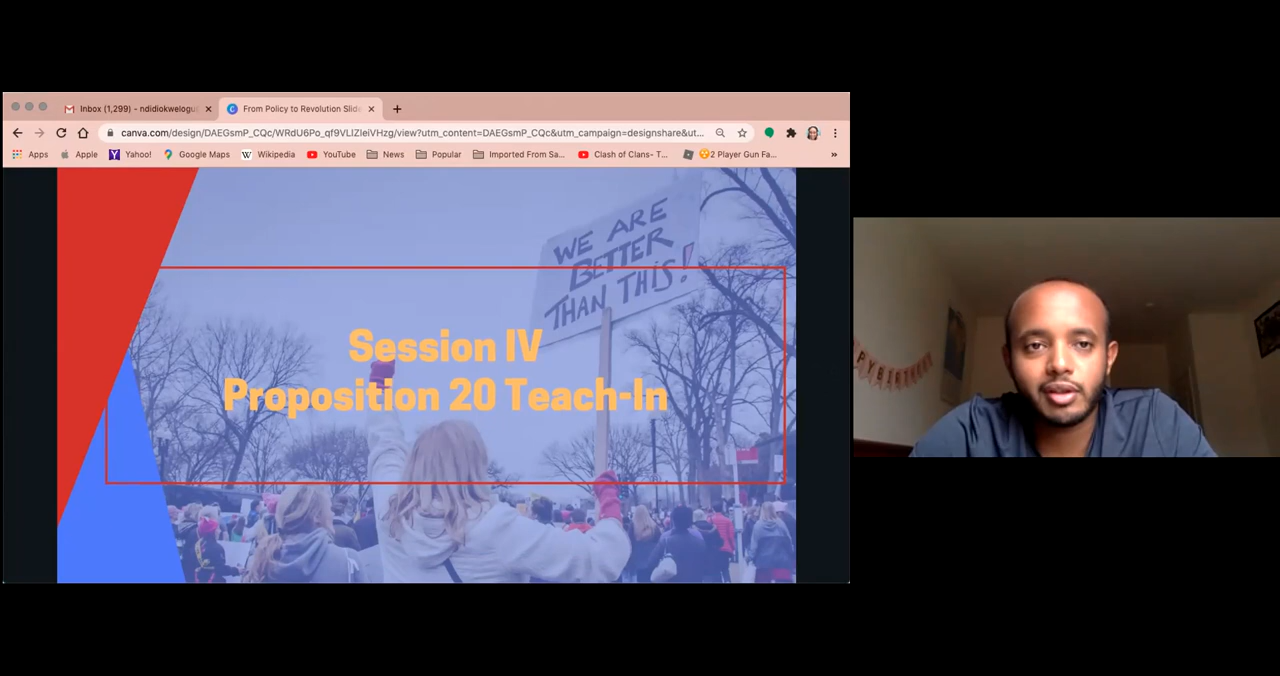 Inbox (1,299) - ndidiokwelogu
From Policy to Revolution Slide
canva.com/design/DAEGsmP_CQc/WRdU6Po_qf9VLIZIeiVHzg/view?utm_content=DAEGsmP_CQc&utm_campaign=designshare&ut...
Apps Apple Yahoo! Google Maps Wikipedia YouTube News Popular Imported From Sa... Clash of Clans- T... 2 Player Gun Fa... »
WE ARE
BETTER
THAN THIS!
Session IV
Proposition 20 Teach-In